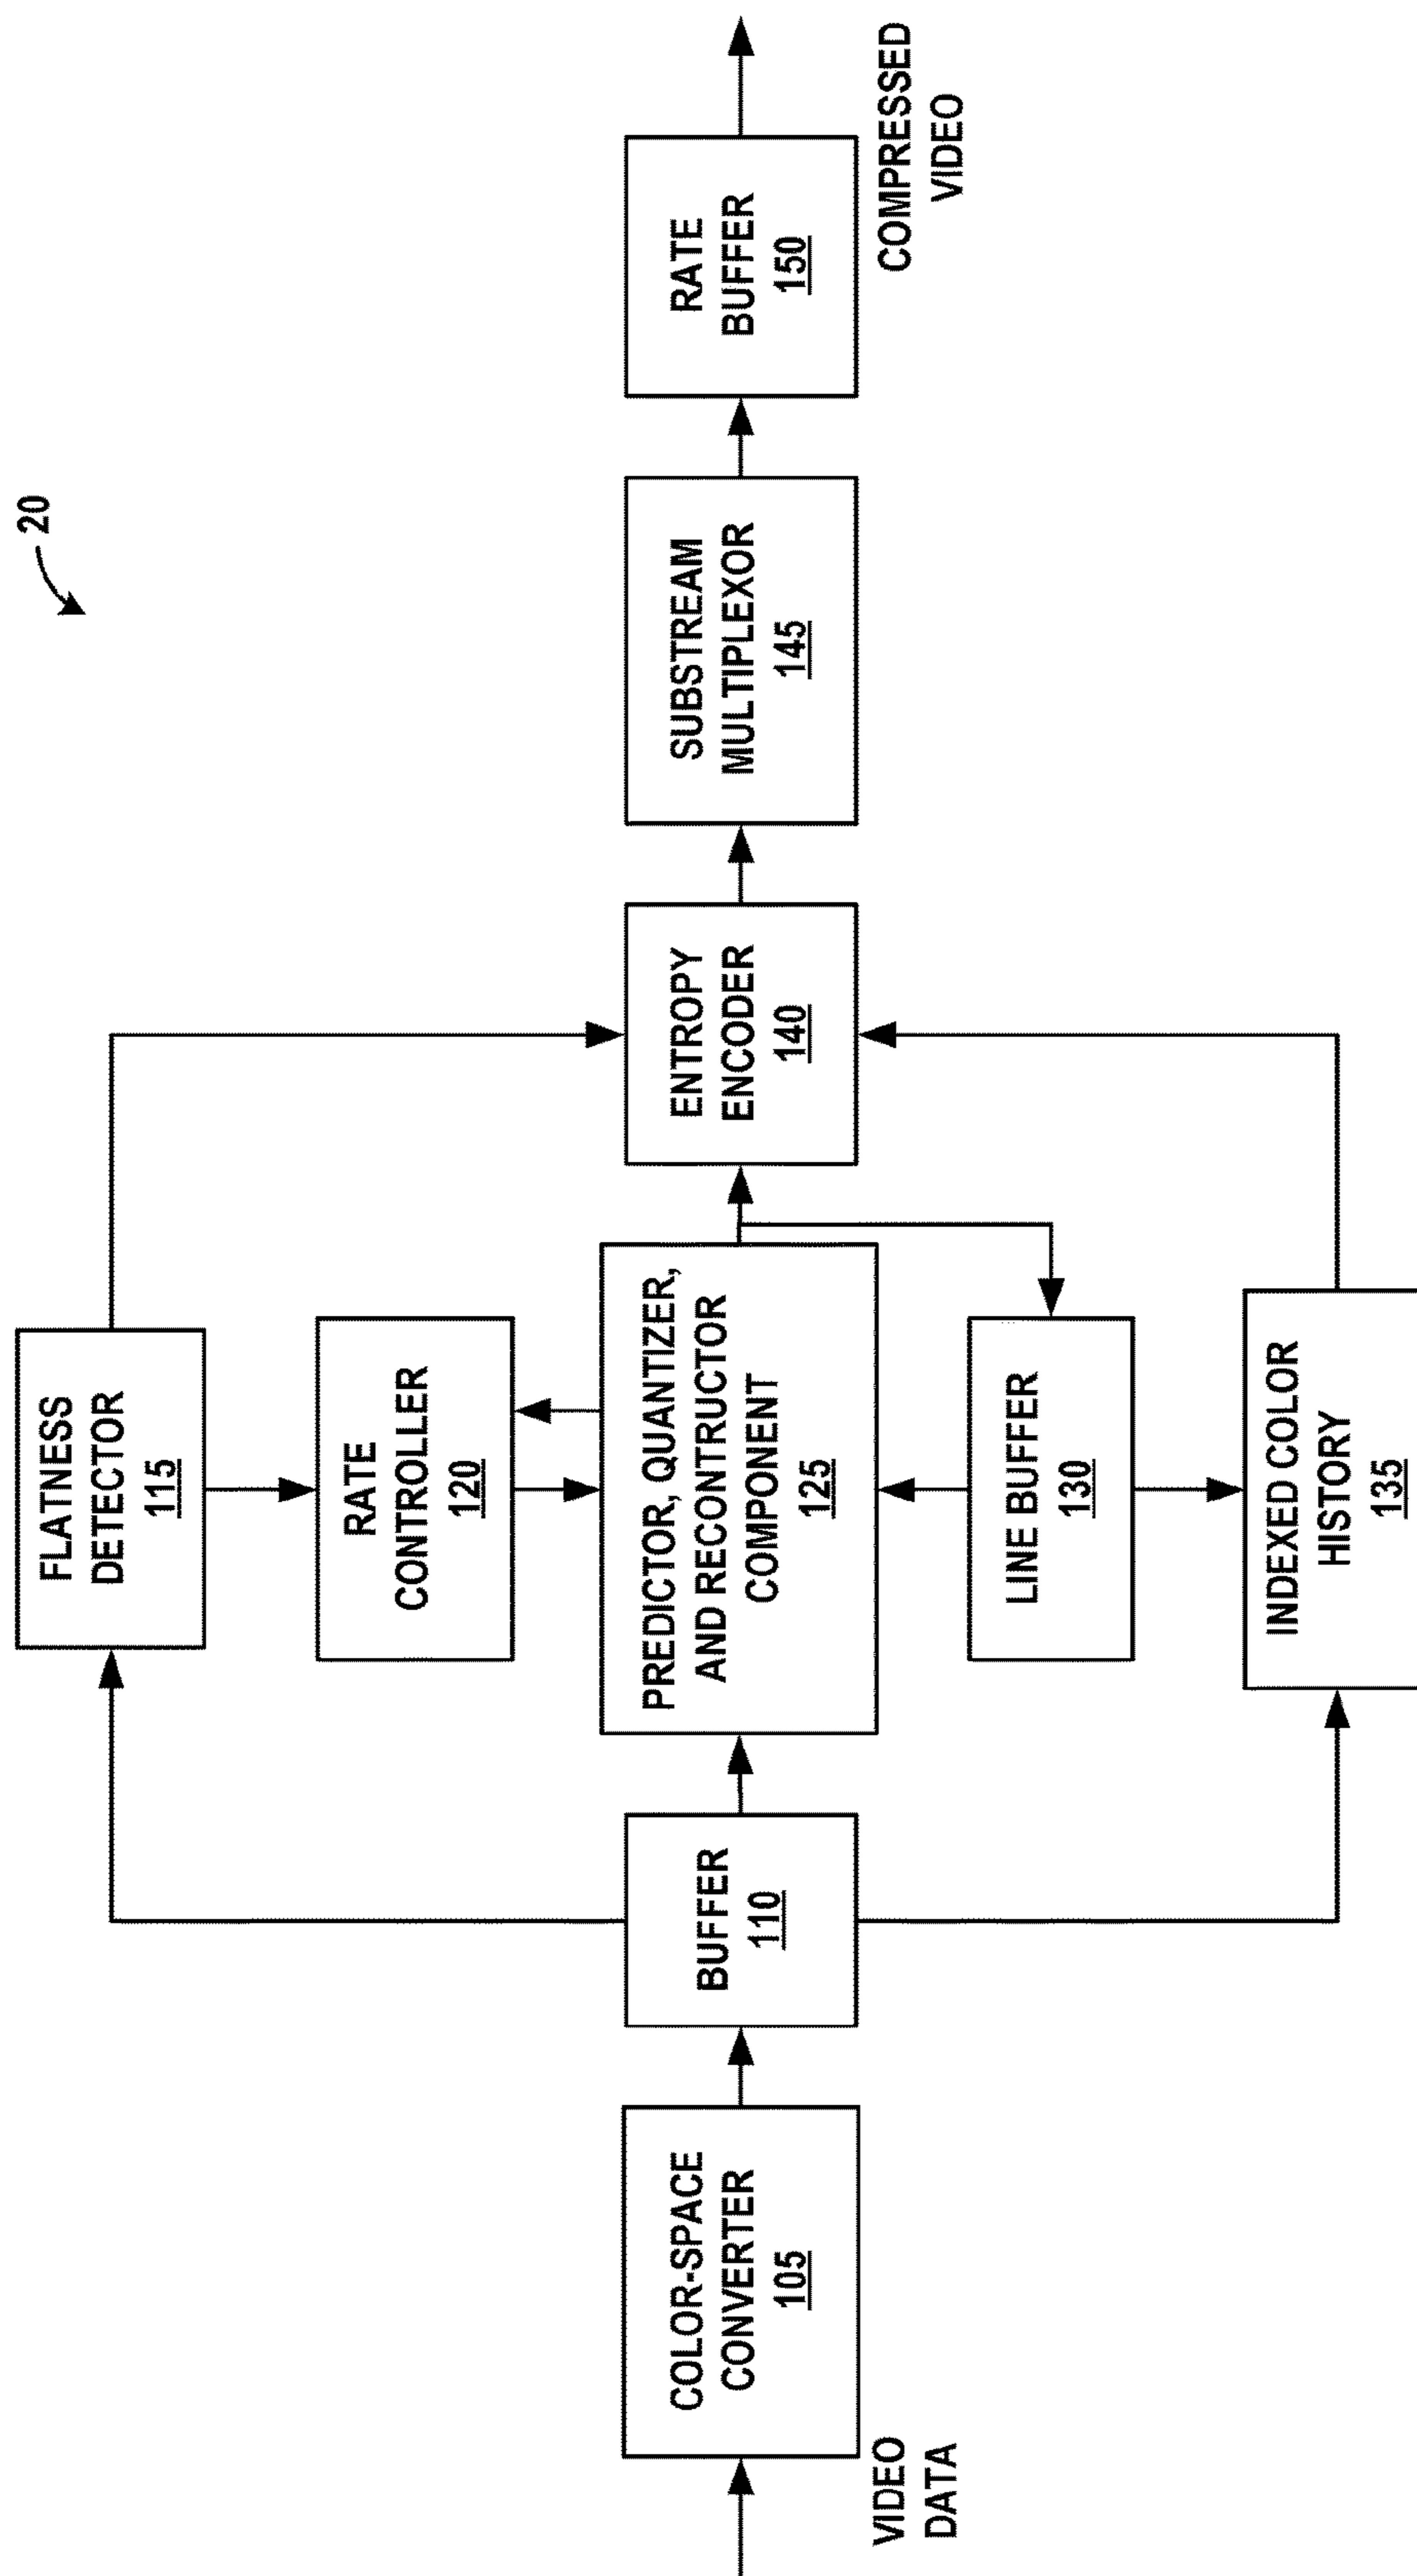 20
FLATNESS
DETECTOR
115
RATE
CONTROLLER
120
VIDEO
DATA
COLOR-SPACE
CONVERTER
105
BUFFER
110
PREDICTOR, QUANTIZER,
AND RECONTRUCTOR
COMPONENT
125
ENTROPY
ENCODER
140
SUBSTREAM
MULTIPLEXOR
145
RATE
BUFFER
150
COMPRESSED
VIDEO
LINE BUFFER
130
INDEXED COLOR
HISTORY
135